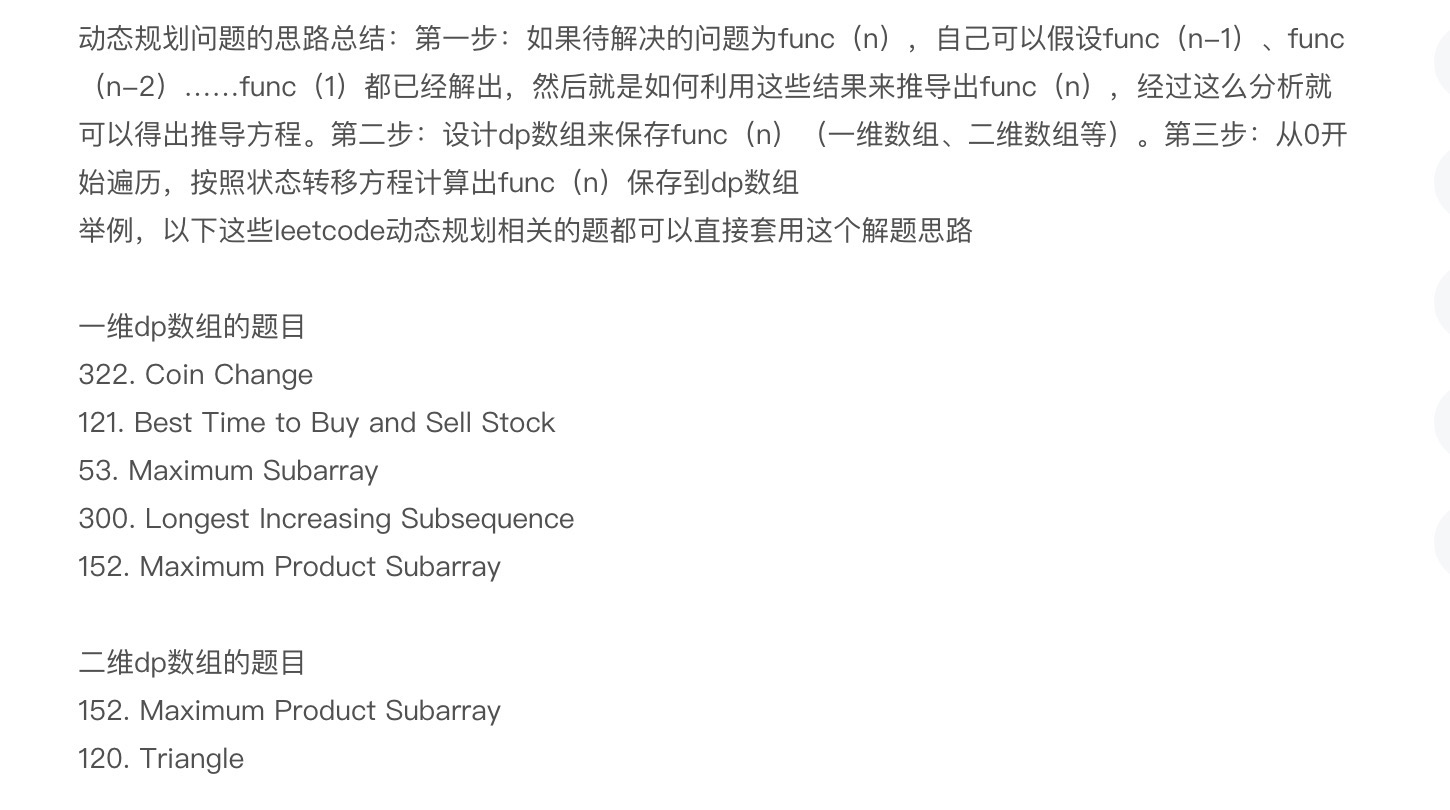 动态规划问题的思路总结：第一步：如果待解决的问题为func（n），自己可以假设func（n-1）、func
（n-2）……func（1）都已经解出，然后就是如何利用这些结果来推导出func（n），经过这么分析就
可以得出推导方程。第二步：设计dp数组来保存func（n）（一维数组、二维数组等）。第三步：从0开
始遍历，按照状态转移方程计算出func（n）保存到dp数组
举例，以下这些leetcode动态规划相关的题都可以直接套用这个解题思路
一维dp数组的题目
322. Coin Change
121. Best Time to Buy and Sell Stock
53. Maximum Subarray
300. Longest Increasing Subsequence
152. Maximum Product Subarray
二维dp数组的题目
152. Maximum Product Subarray
120. Triangle